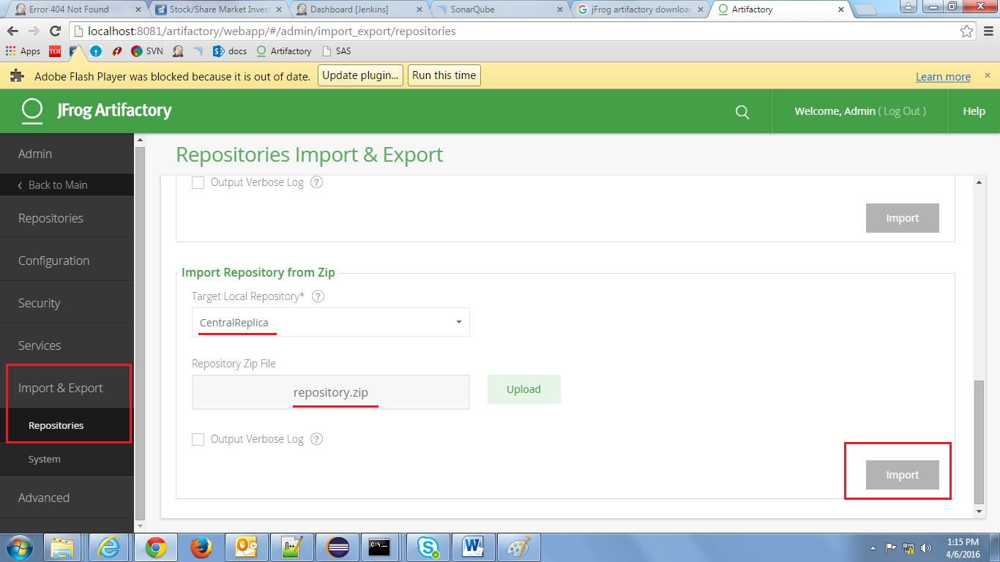 Error 404 Not Found
Stock/Share Market Invest
Dashboard [Jenkins]
SonarQube
jFrog artifactory downloa
Artifactory
localhost:8081/artifactory/webapp/#/admin/import_export/repositories
Apps TOI SVN docs Artifactory SAS
Adobe Flash Player was blocked because it is out of date. Update plugin... Run this time Learn more
JFrog Artifactory
Welcome, Admin ( Log Out ) Help
Admin
Back to Main
Repositories
Configuration
Security
Services
Import & Export
Repositories
System
Advanced
Repositories Import & Export
Output Verbose Log ?
Import
Import Repository from Zip
Target Local Repository* ?
CentralReplica
Repository Zip File
repository.zip Upload
Output Verbose Log ?
Import
1:15 PM
4/6/2016